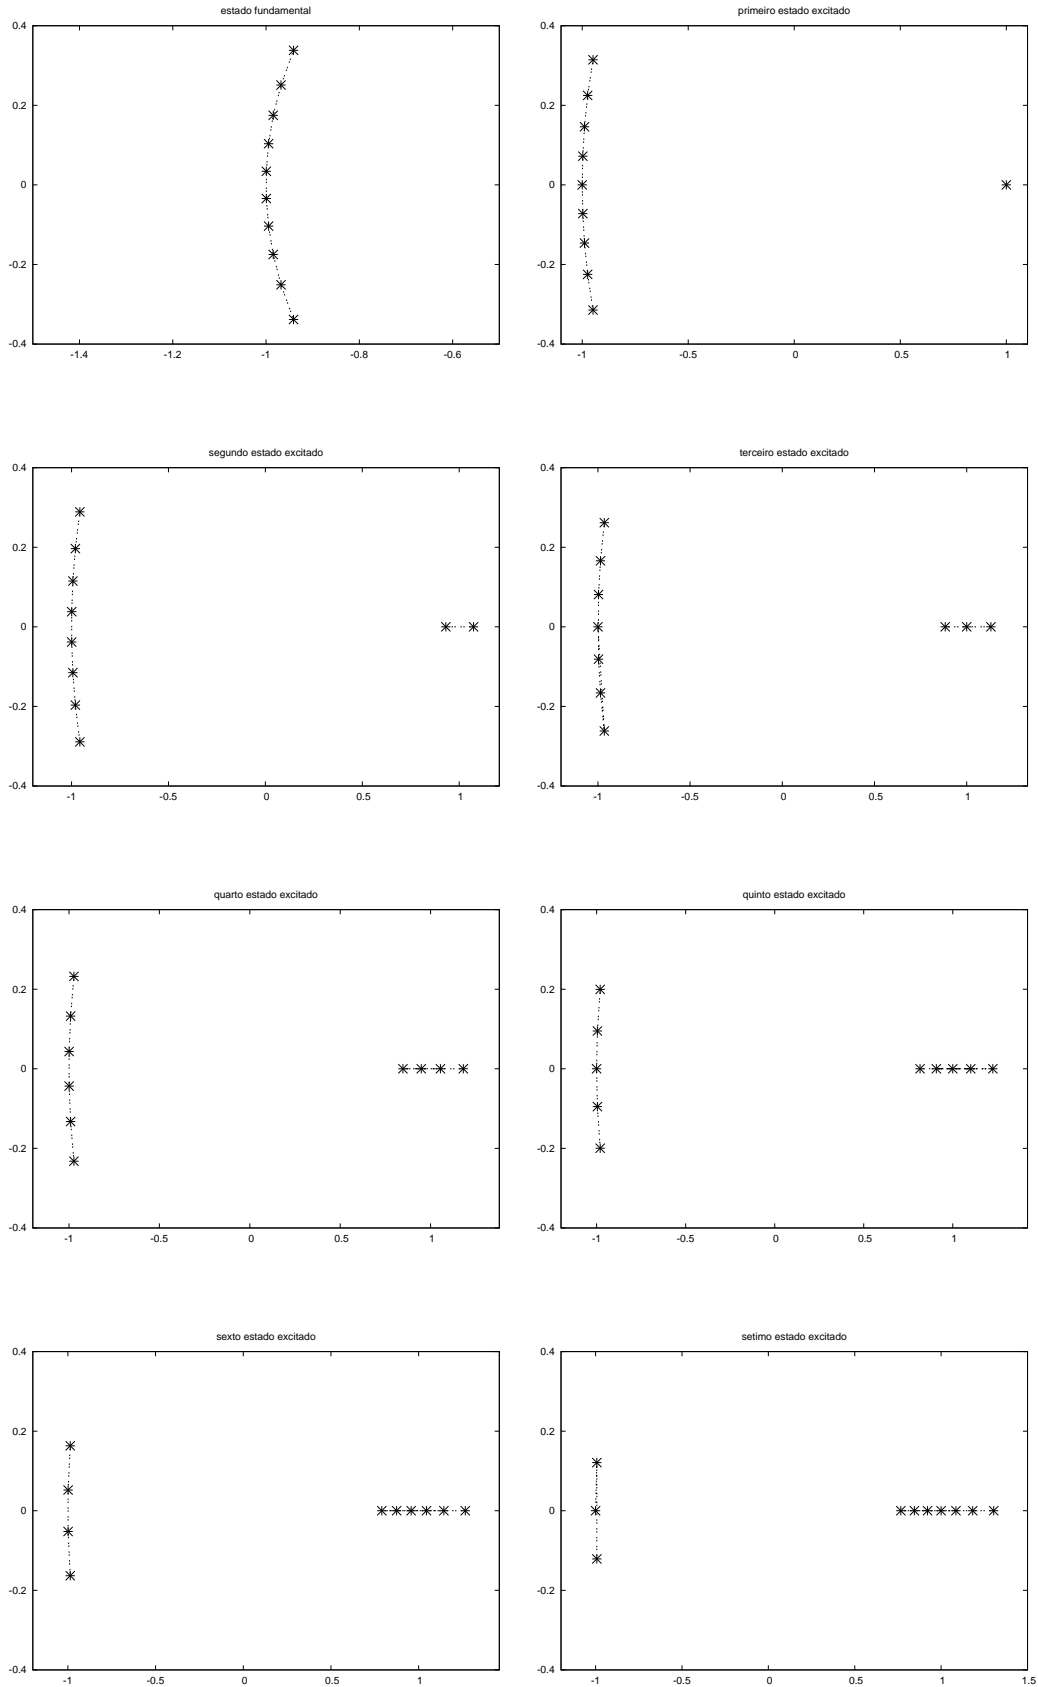 estado fundamental
0.4
0.2
0
-0.2
-0.4
-1.4 -1.2 -1 -0.8 -0.6
primeiro estado excitado
0.4
0.2
0
-0.2
-0.4
-1 -0.5 0 0.5 1
segundo estado excitado
0.4
0.2
0
-0.2
-0.4
-1 -0.5 0 0.5 1
terceiro estado excitado
0.4
0.2
0
-0.2
-0.4
-1 -0.5 0 0.5 1
quarto estado excitado
0.4
0.2
0
-0.2
-0.4
-1 -0.5 0 0.5 1
quinto estado excitado
0.4
0.2
0
-0.2
-0.4
-1 -0.5 0 0.5 1
sexto estado excitado
0.4
0.2
0
-0.2
-0.4
-1 -0.5 0 0.5 1
setimo estado excitado
0.4
0.2
0
-0.2
-0.4
-1 -0.5 0 0.5 1 1.5